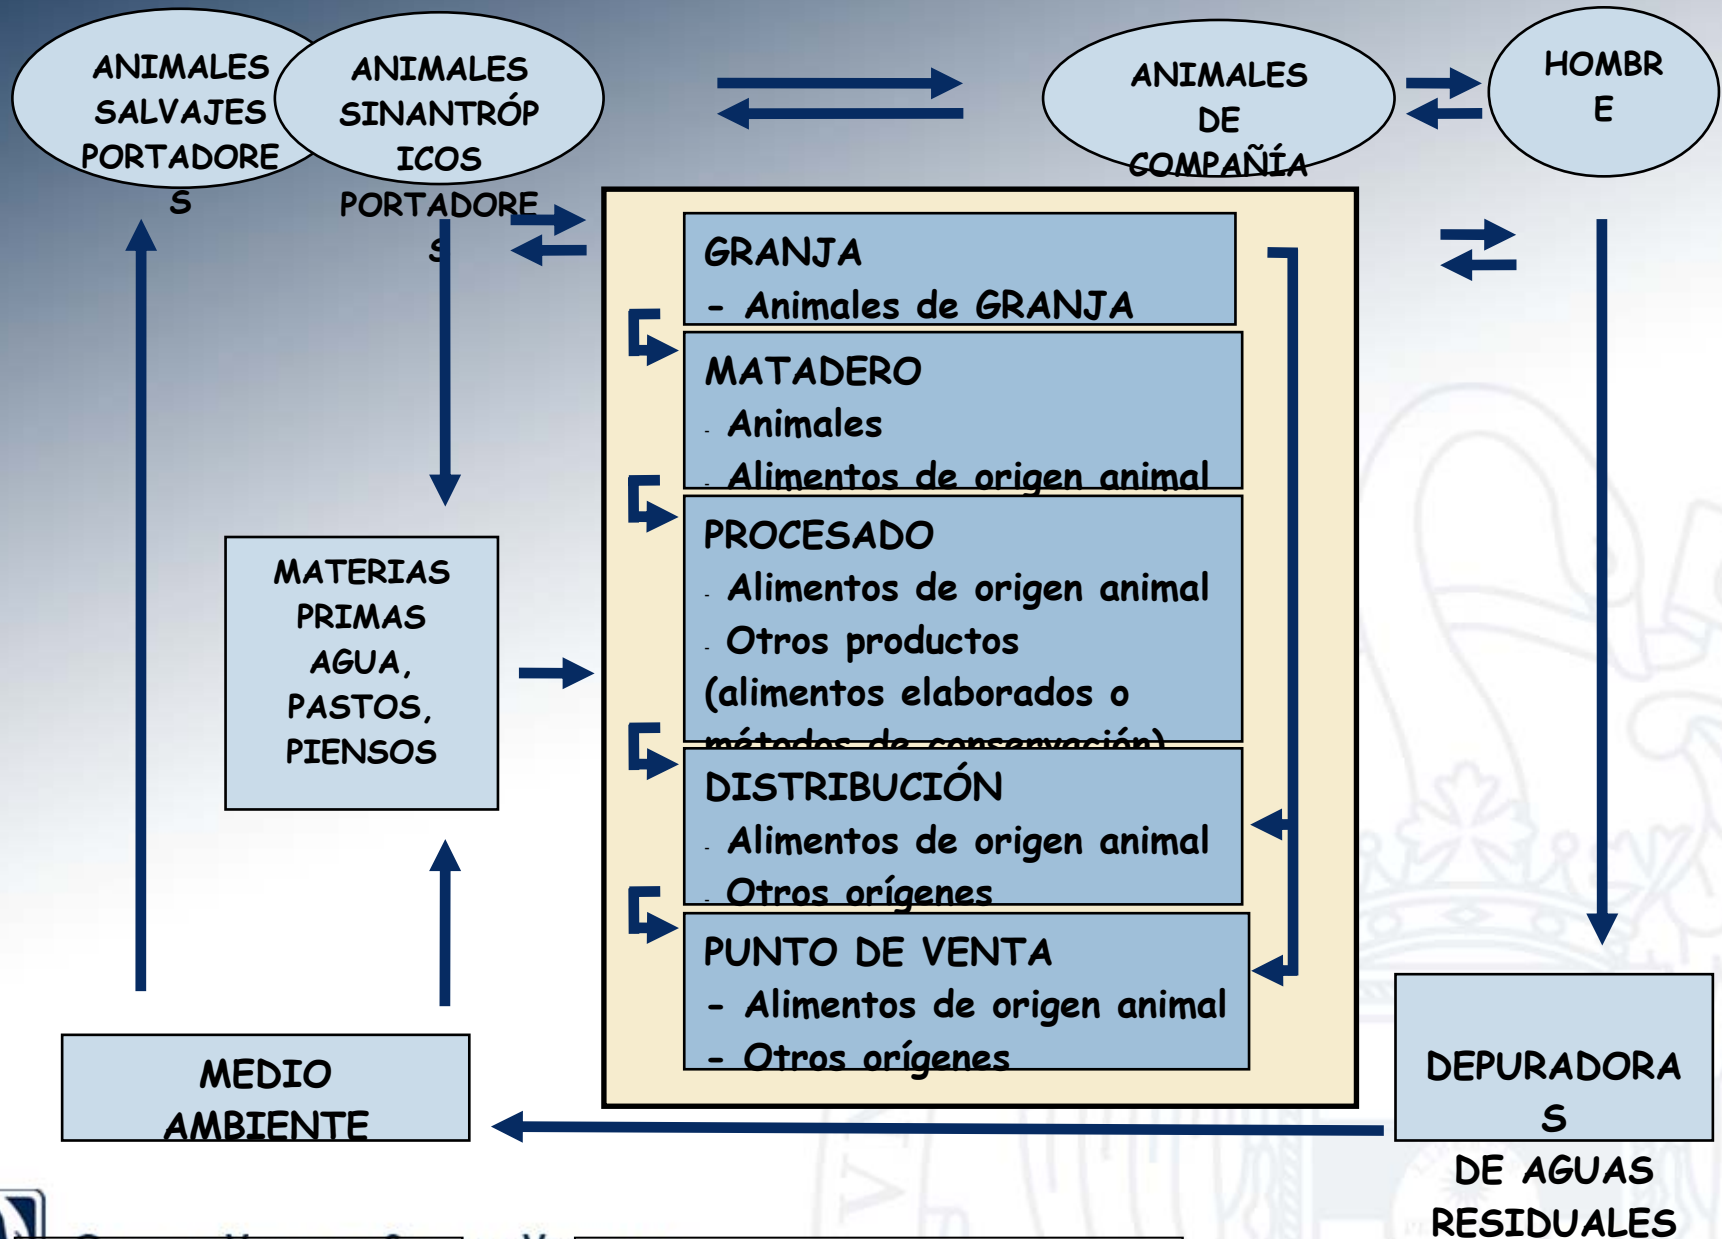 ANIMALES
SALVAJES
PORTADORE
S
ANIMALES
SINANTRÓP
ICOS
PORTADORE
S
ANIMALES
DE
COMPAÑÍA
HOMBR
E
GRANJA
- Animales de GRANJA
MATADERO
- Animales
- Alimentos de origen animal
PROCESADO
- Alimentos de origen animal
- Otros productos
(alimentos elaborados o
métodos de conservación)
DISTRIBUCIÓN
- Alimentos de origen animal
- Otros orígenes
PUNTO DE VENTA
- Alimentos de origen animal
- Otros orígenes
MATERIAS
PRIMAS
AGUA,
PASTOS,
PIENSOS
MEDIO
AMBIENTE
DEPURADORA
S
DE AGUAS
RESIDUALES